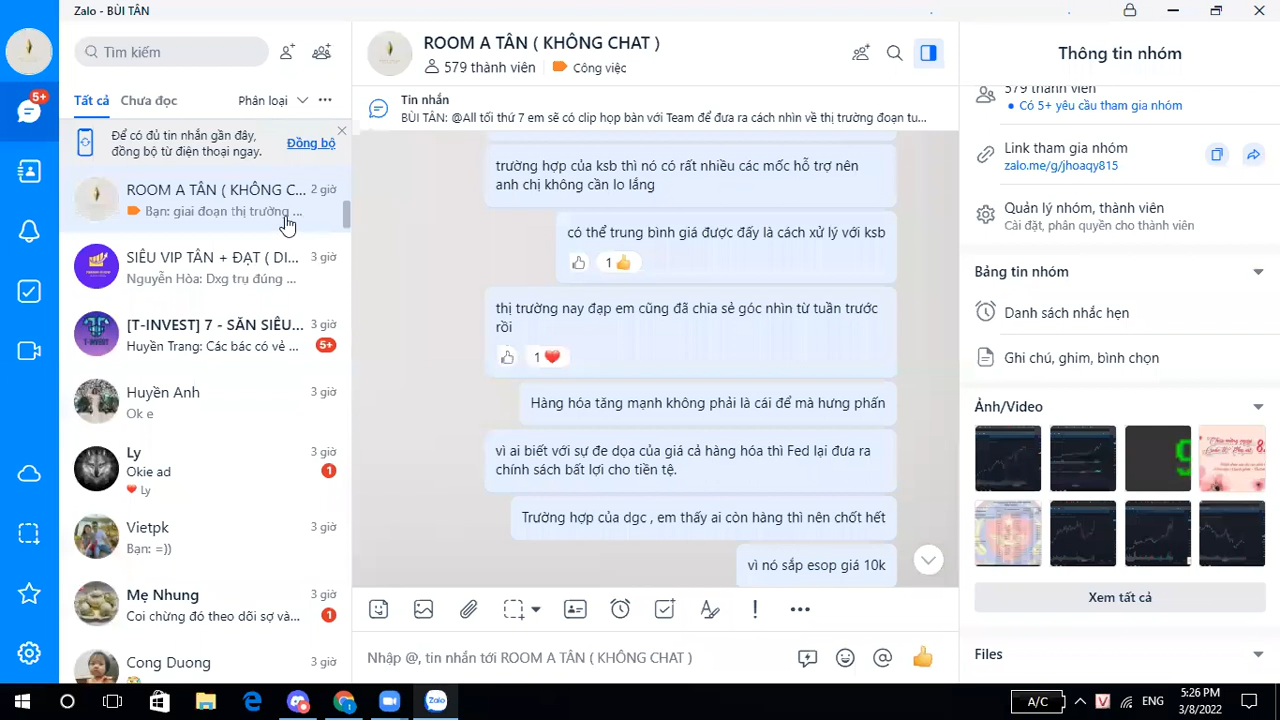 Zalo - BÙI TÂN
Tìm kiếm
5+
Tất cả
Chưa đọc
Phân loại
Để có đủ tin nhắn gần đây,
đồng bộ từ điện thoại ngay.
Đồng bộ
ROOM A TÂN ( KHÔNG C...
2 giờ
Bạn: giai đoạn thị trường ...
SIÊU VIP TÂN + ĐẠT ( DI...
3 giờ
Nguyễn Hòa: Dxg trụ đúng ...
[T-INVEST] 7 - SĂN SIÊU...
3 giờ
Huyền Trang: Các bác có vẻ ...
5+
Huyền Anh
3 giờ
Ok e
Ly
3 giờ
Okie ad
1
Ly
Vietpk
3 giờ
Bạn: =))
Mẹ Nhung
3 giờ
Coi chừng đó theo dõi sợ và...
1
Cong Duong
3 giờ
ROOM A TÂN ( KHÔNG CHAT )
579 thành viên
Công việc
Tin nhắn
BÙI TÂN: @All tối thứ 7 em sẽ có clip họp bàn với Team để đưa ra cách nhìn về thị trường đoạn tu...
trường hợp của ksb thì nó có rất nhiều các mốc hỗ trợ nên
anh chị không cần lo lắng
có thể trung bình giá được đấy là cách xử lý với ksb
1 👍
thị trường nay đạp em cũng đã chia sẻ góc nhìn từ tuần trước
rồi
1 ❤️
Hàng hóa tăng mạnh không phải là cái để mà hưng phấn
vì ai biết với sự đe dọa của giá cả hàng hóa thì Fed lại đưa ra
chính sách bất lợi cho tiền tệ.
Trường hợp của dgc , em thấy ai còn hàng thì nên chốt hết
vì nó sắp esop giá 10k
Nhập @, tin nhắn tới ROOM A TÂN ( KHÔNG CHAT )
Thông tin nhóm
579 thành viên
• Có 5+ yêu cầu tham gia nhóm
Link tham gia nhóm
zalo.me/g/jhoaqy815
Quản lý nhóm, thành viên
Cài đặt, phân quyền cho thành viên
Bảng tin nhóm
Danh sách nhắc hẹn
Ghi chú, ghim, bình chọn
Ảnh/Video
Xem tất cả
Files
A/C
V
ENG
5:26 PM
3/8/2022
Zalo